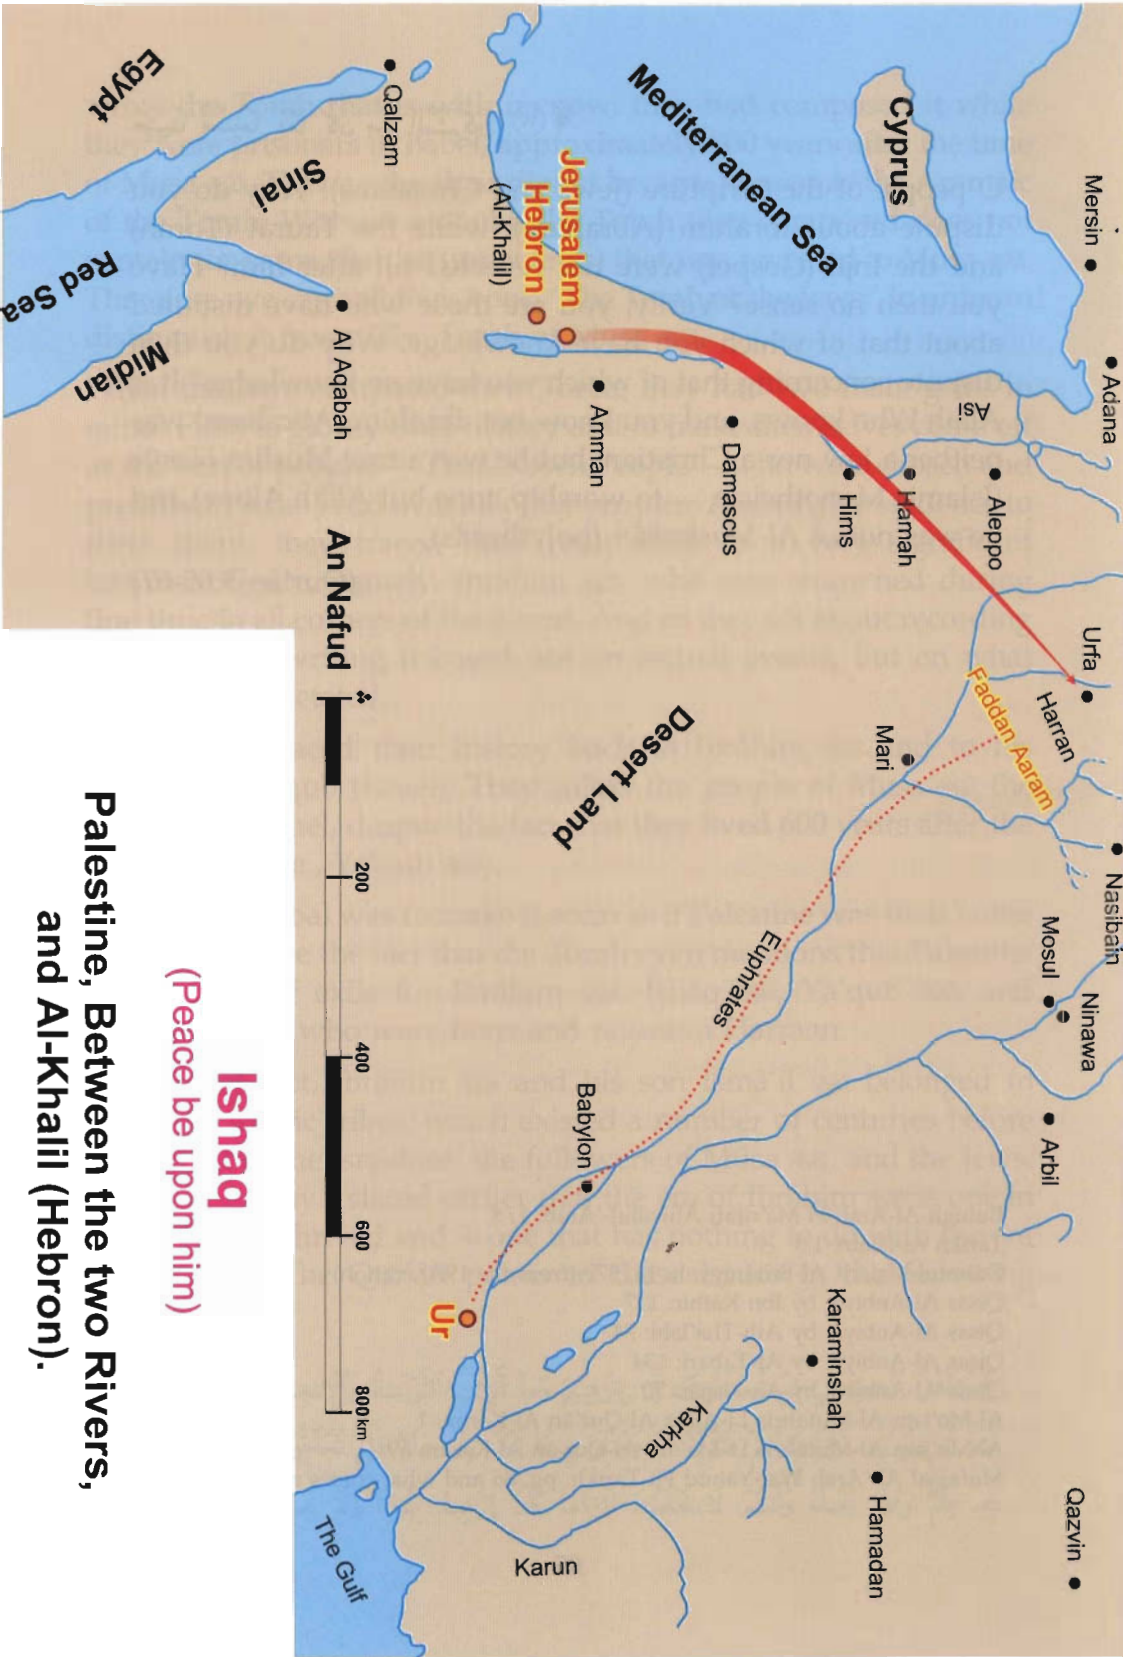 Mersin
Adana
Cyprus
Mediterranean Sea
Asi
Aleppo
Hamah
Hims
Damascus
Urfa
Harran
Faddan Aaram
Nasibain
Mari
Mosul
Ninawa
Arbil
Qazvin
Jerusalem
Hebron
(Al-Khalil)
Amman
Qalzam
Egypt
Sinai
Al Aqabah
Red Sea
Midian
An Nafud
Desert Land
Euphrates
Babylon
Ur
Karaminshah
Hamadan
Karkha
Karun
The Gulf
200
400
600
800 km
Ishaq
(Peace be upon him)
Palestine, Between the two Rivers,
and Al-Khalil (Hebron).